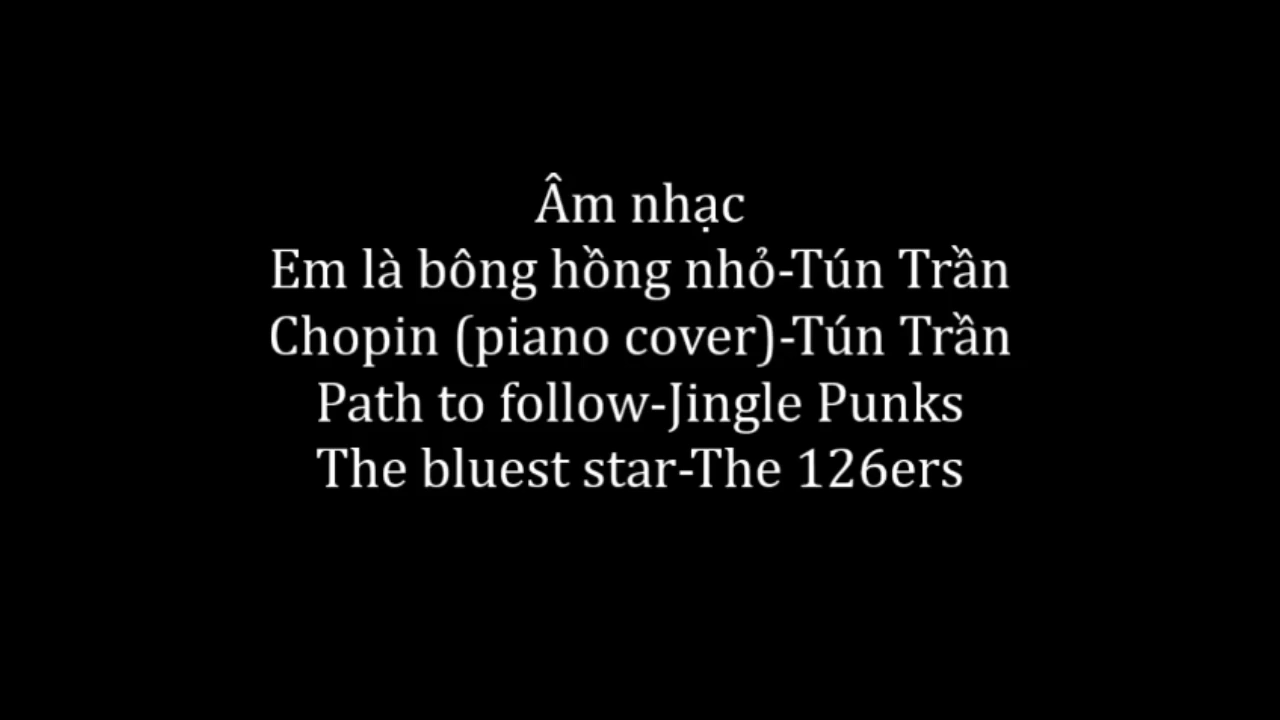 Âm nhạc
Em là bông hồng nhỏ-Tún Trần
Chopin (piano cover)-Tún Trần
Path to follow-Jingle Punks
The bluest star-The 126ers